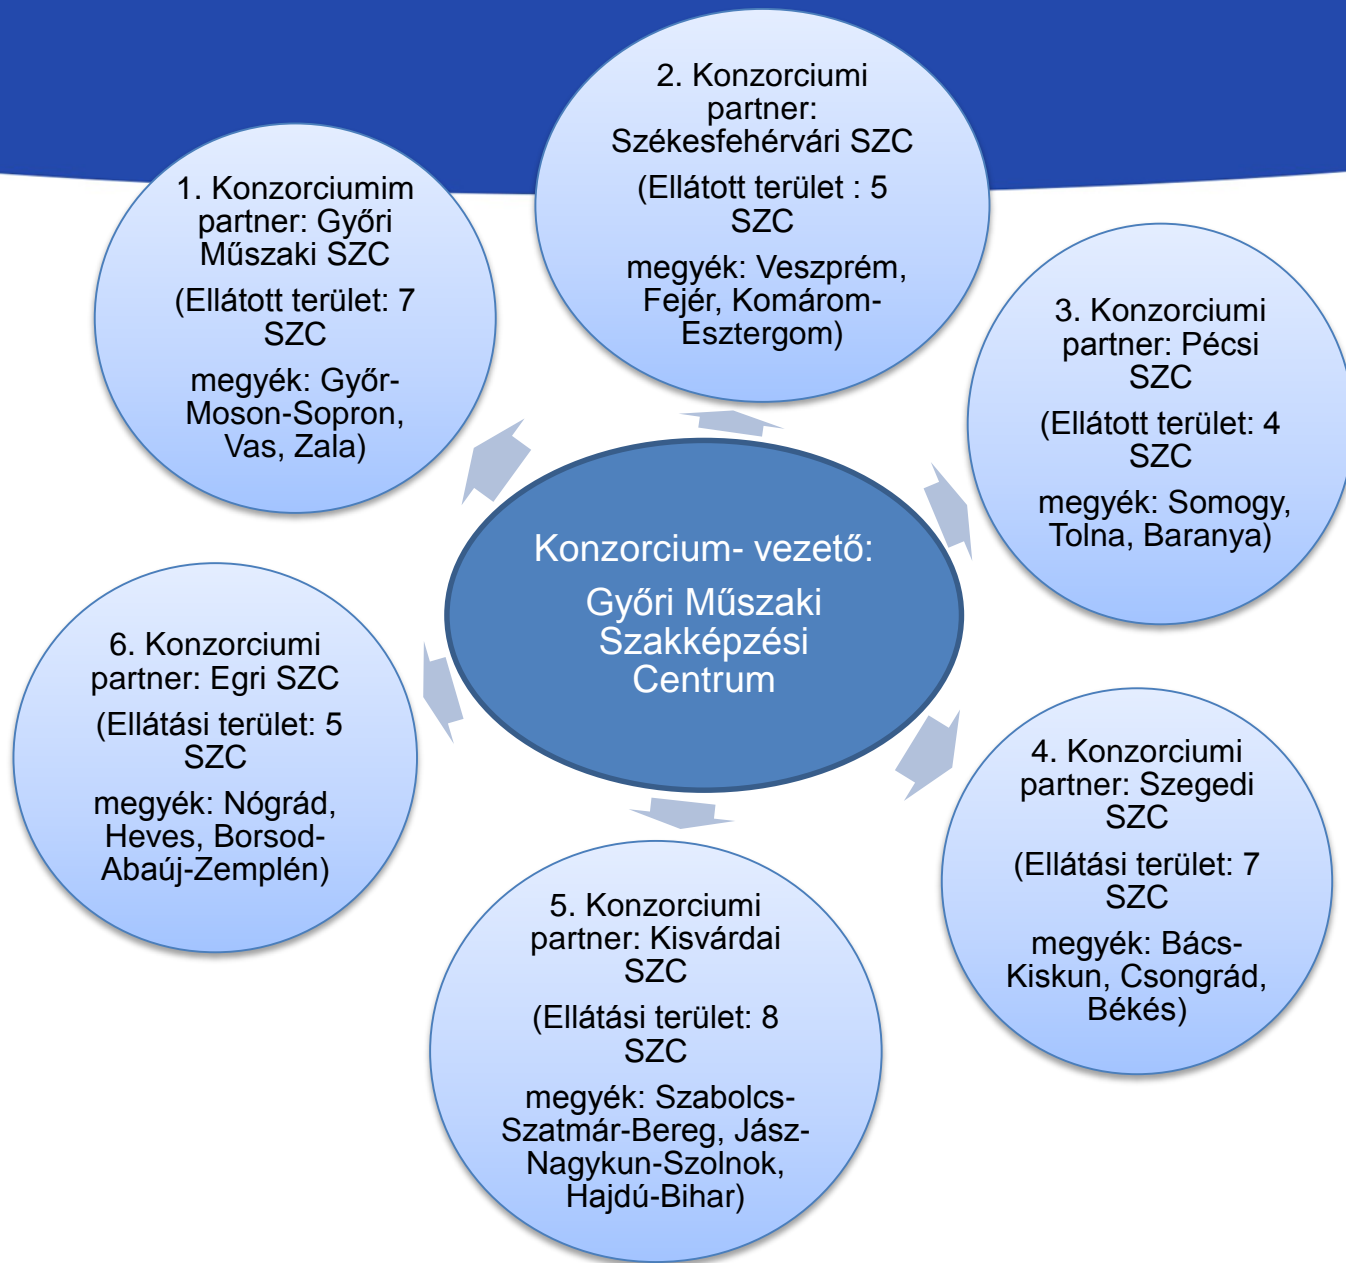 2. Konzorciumi
partner:
Székesfehérvári SZC
(Ellátott terület : 5
SZC
megyék: Veszprém,
Fejér, Komárom-
Esztergom)
1. Konzorciumim
partner: Győri
Műszaki SZC
(Ellátott terület: 7
SZC
megyék: Győr-
Moson-Sopron,
Vas, Zala)
3. Konzorciumi
partner: Pécsi
SZC
(Ellátott terület: 4
SZC
megyék: Somogy,
Tolna, Baranya)
Konzorcium- vezető:
Győri Műszaki
Szakképzési
Centrum
6. Konzorciumi
partner: Egri SZC
(Ellátási terület: 5
SZC
megyék: Nógrád,
Heves, Borsod-
Abaúj-Zemplén)
4. Konzorciumi
partner: Szegedi
SZC
(Ellátási terület: 7
SZC
megyék: Bács-
Kiskun, Csongrád,
Békés)
5. Konzorciumi
partner: Kisvárdai
SZC
(Ellátási terület: 8
SZC
megyék: Szabolcs-
Szatmár-Bereg, Jász-
Nagykun-Szolnok,
Hajdú-Bihar)